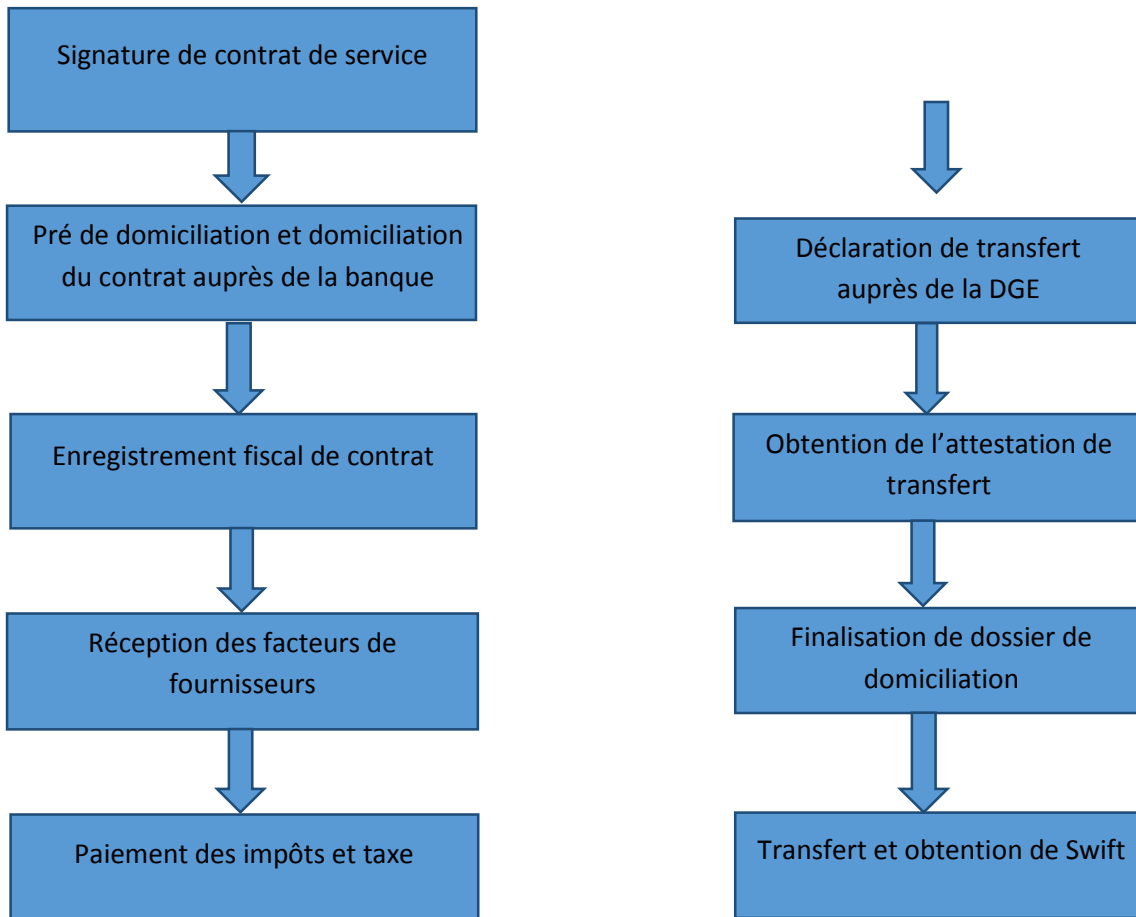 Signature de contrat de service
Pré de domiciliation et domiciliation
du contrat auprès de la banque
Enregistrement fiscal de contrat
Réception des facteurs de
fournisseurs
Paiement des impôts et taxe
Déclaration de transfert
auprès de la DGE
Obtention de l’attestation de
transfert
Finalisation de dossier de
domiciliation
Transfert et obtention de Swift